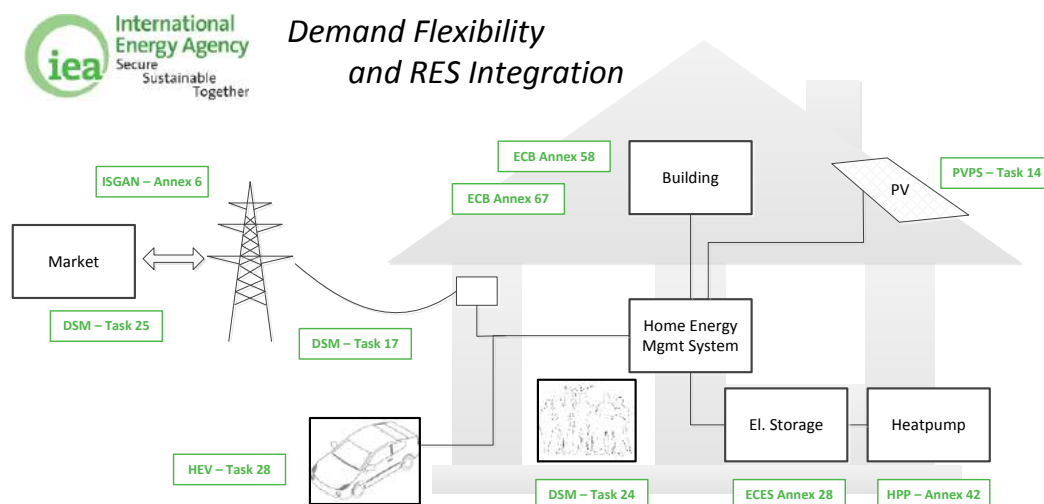 International
Energy Agency
iea
Secure
Sustainable
Together
Demand Flexibility
and RES Integration
ECB Annex 58
ISGAN – Annex 6
ECB Annex 67
Building
PV
PVPS – Task 14
Market
DSM – Task 25
DSM – Task 17
Home Energy
Mgmt System
El. Storage
Heatpump
HEV – Task 28
DSM – Task 24
ECES Annex 28
HPP – Annex 42